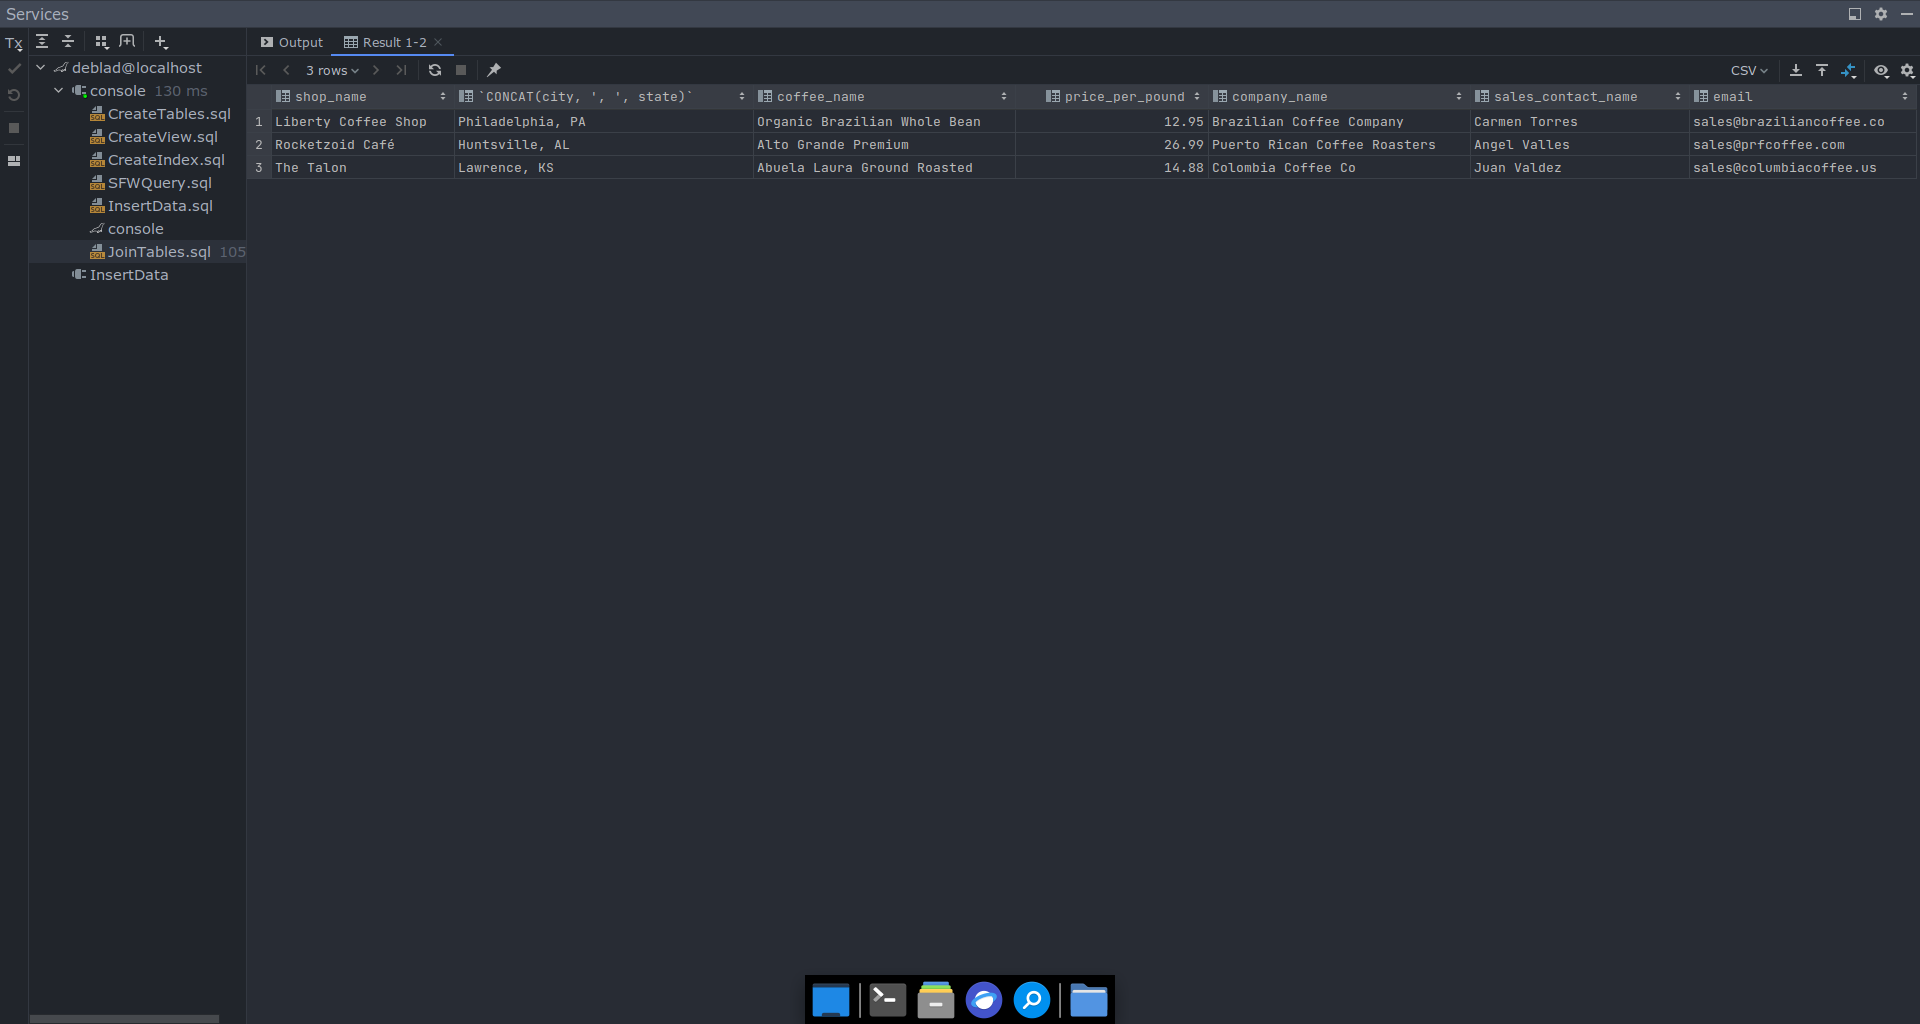 Services
Tx
Output
Result 1-2
deblad@localhost
3 rows
CSV
console 130 ms
CreateTables.sql
CreateView.sql
CreateIndex.sql
SFWQuery.sql
InsertData.sql
console
JoinTables.sql 105
InsertData
shop_name `CONCAT(city, ', ', state)` coffee_name price_per_pound company_name sales_contact_name email
1 Liberty Coffee Shop Philadelphia, PA Organic Brazilian Whole Bean 12.95 Brazilian Coffee Company Carmen Torres sales@braziliancoffee.co
2 Rocketzoid Café Huntsville, AL Alto Grande Premium 26.99 Puerto Rican Coffee Roasters Angel Valles sales@prfcoffee.com
3 The Talon Lawrence, KS Abuela Laura Ground Roasted 14.88 Colombia Coffee Co Juan Valdez sales@columbiacoffee.us